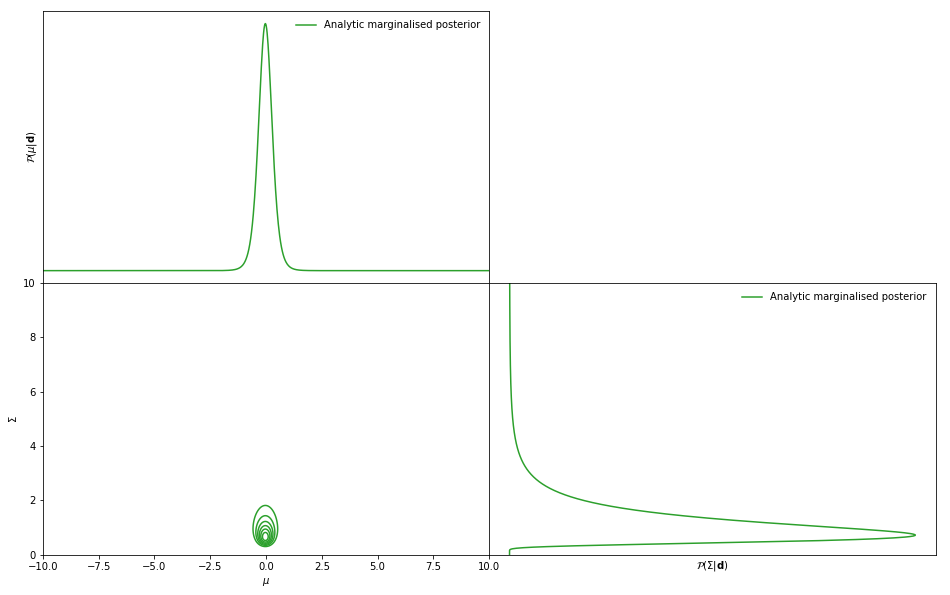 Analytic marginalised posterior
𝒫(μ|𝐝)
10
8
6
4
2
0
Σ
−10.0 −7.5 −5.0 −2.5 0.0 2.5 5.0 7.5 10.0
μ
Analytic marginalised posterior
𝒫(Σ|𝐝)